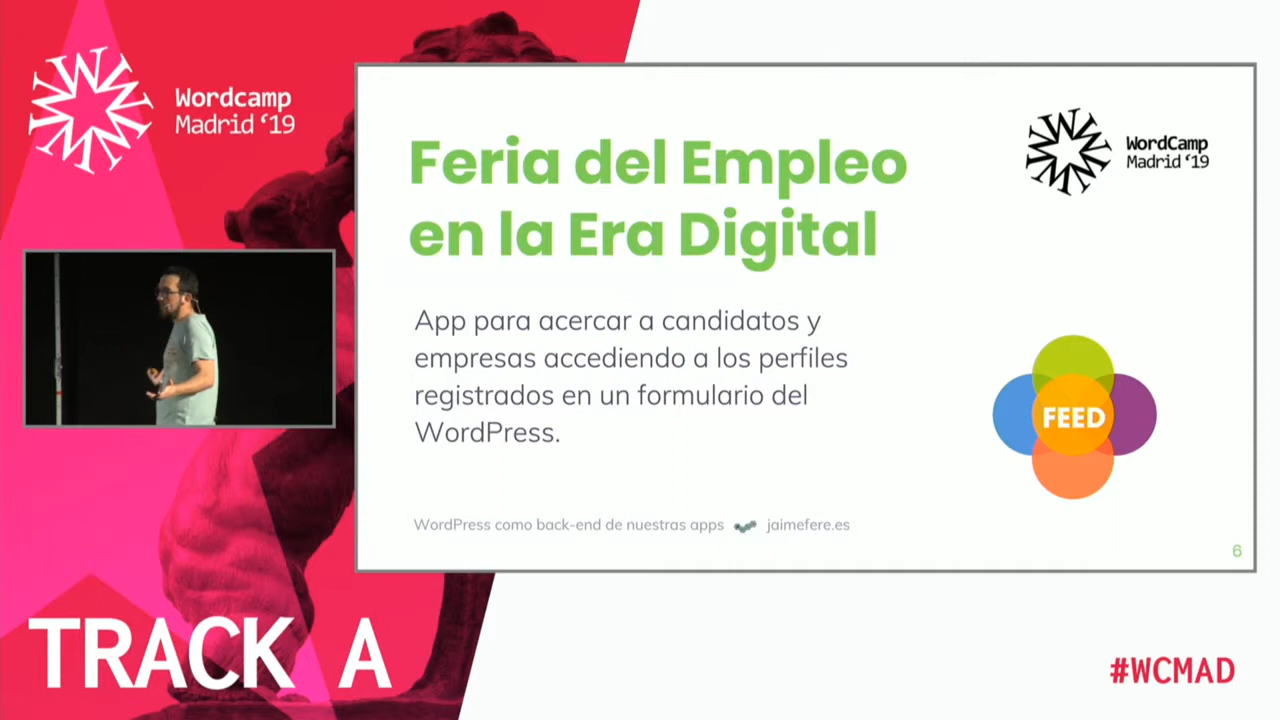 Wordcamp
Madrid '19
Feria del Empleo
en la Era Digital
WordCamp
Madrid '19
App para acercar a candidatos y
empresas accediendo a los perfiles
registrados en un formulario del
WordPress.
FEED
WordPress como back-end de nuestras apps jaimefere.es
6
TRACK A
#WCMAD